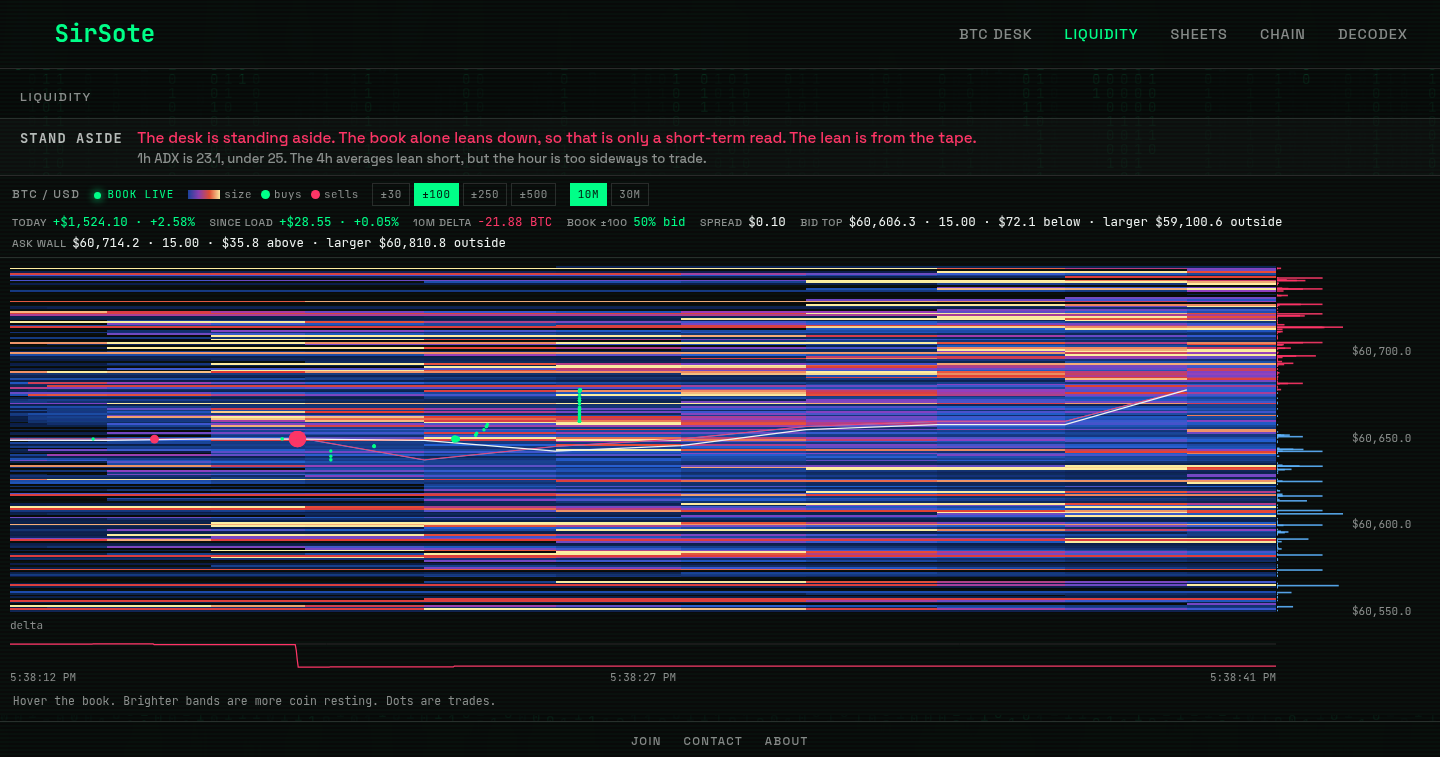 SirSote
BTC DESK LIQUIDITY SHEETS CHAIN DECODEX
LIQUIDITY
STAND ASIDE The desk is standing aside. The book alone leans down, so that is only a short-term read. The lean is from the tape.
1h ADX is 23.1, under 25. The 4h averages lean short, but the hour is too sideways to trade.
BTC / USD BOOK LIVE size buys sells ±30 ±100 ±250 ±500 10M 30M
TODAY +$1,524.10 · +2.58% SINCE LOAD +$28.55 · +0.05% 10M DELTA -21.88 BTC BOOK ±100 50% bid SPREAD $0.10 BID TOP $60,606.3 · 15.00 · $72.1 below · larger $59,100.6 outside
ASK WALL $60,714.2 · 15.00 · $35.8 above · larger $60,810.8 outside
$60,700.0
$60,650.0
$60,600.0
$60,550.0
delta
5:38:12 PM 5:38:27 PM 5:38:41 PM
Hover the book. Brighter bands are more coin resting. Dots are trades.
JOIN CONTACT ABOUT